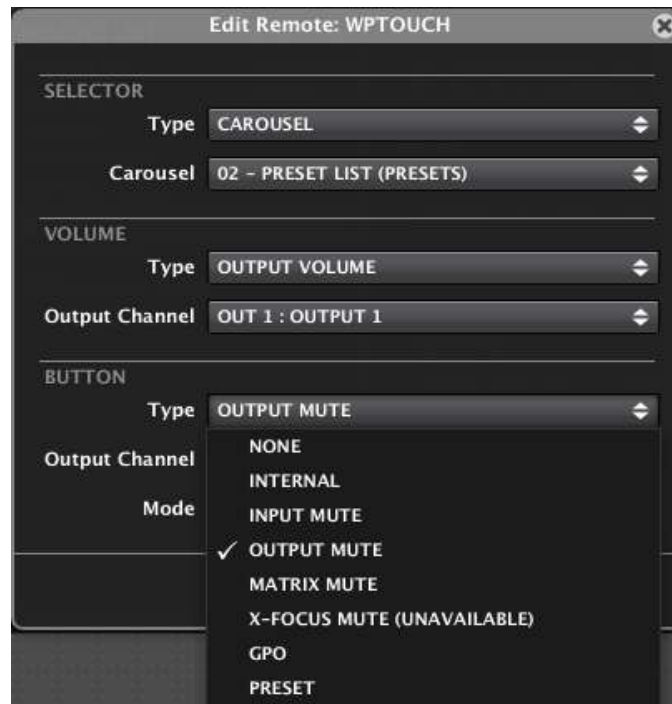 Edit Remote: WPTOUCH
SELECTOR
Type CAROUSEL
Carousel 02 - PRESET LIST (PRESETS)
VOLUME
Type OUTPUT VOLUME
Output Channel OUT 1 : OUTPUT 1
BUTTON
Type OUTPUT MUTE
Output Channel
Mode
NONE
INTERNAL
INPUT MUTE
✓ OUTPUT MUTE
MATRIX MUTE
X-FOCUS MUTE (UNAVAILABLE)
GPO
PRESET